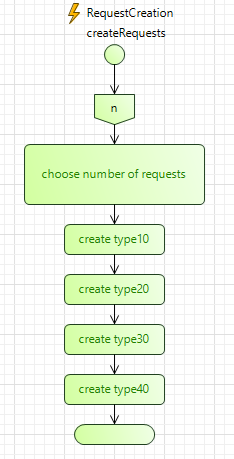 RequestCreation
createRequests
n
choose number of requests
create type10
create type20
create type30
create type40